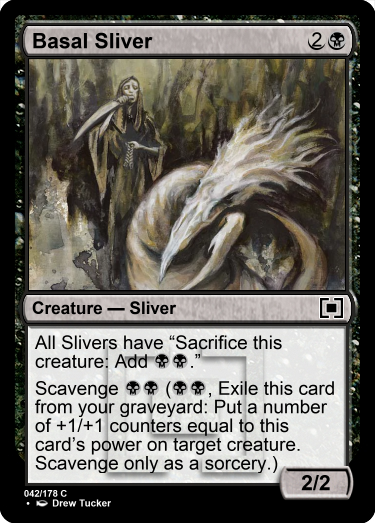 Basal Sliver 2
Creature — Sliver
All Slivers have “Sacrifice this
creature: Add .”
Scavenge (, Exile this card
from your graveyard: Put a number
of +1/+1 counters equal to this
card's power on target creature.
Scavenge only as a sorcery.)
2/2
042/178 C
• Drew Tucker